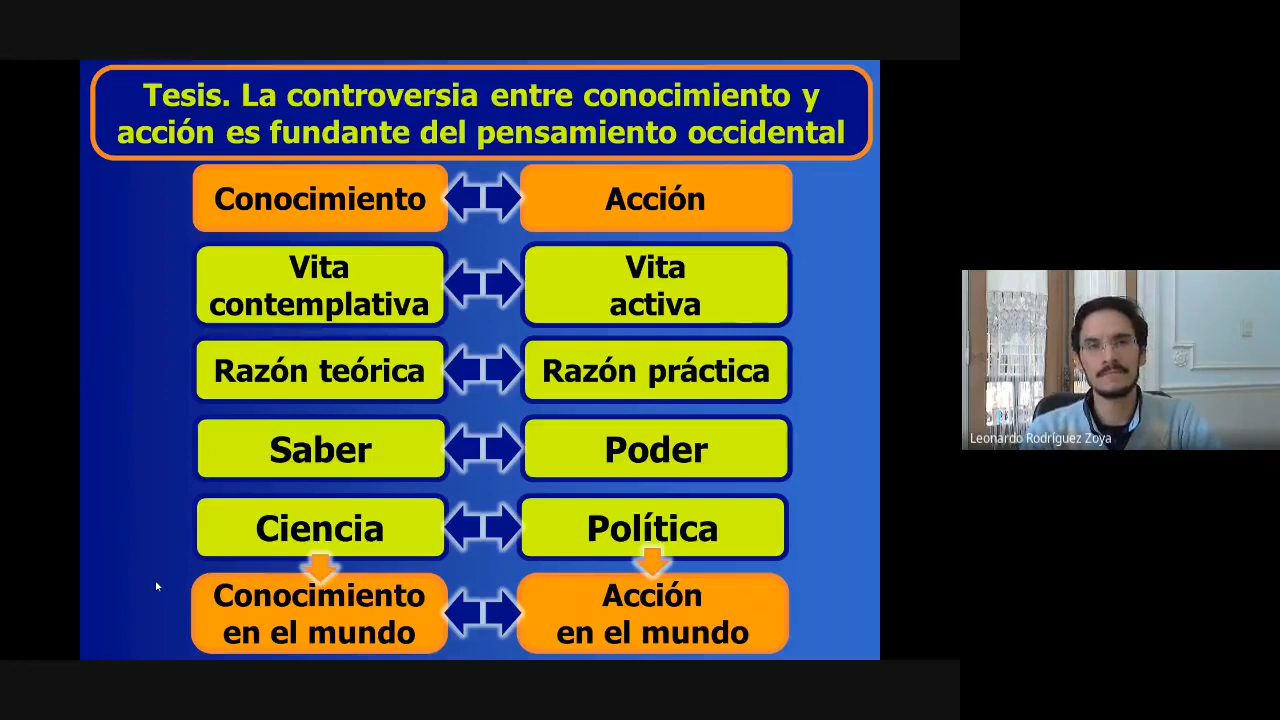 Tesis. La controversia entre conocimiento y
acción es fundante del pensamiento occidental
Conocimiento
Acción
Vita
contemplativa
Vita
activa
Razón teórica
Razón práctica
Saber
Poder
Ciencia
Política
Conocimiento
en el mundo
Acción
en el mundo
Leonardo Rodríguez Zoya